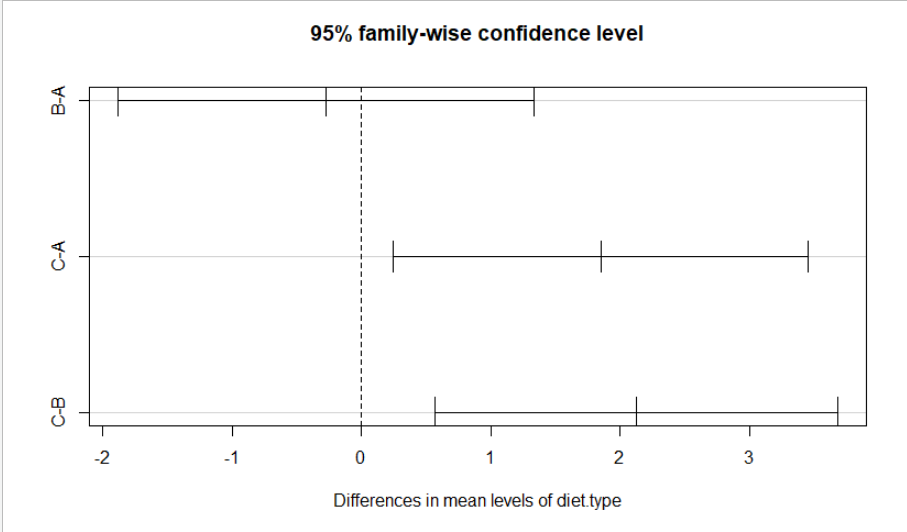 95% family-wise confidence level
B-A
C-A
C-B
-2 -1 0 1 2 3
Differences in mean levels of diet.type